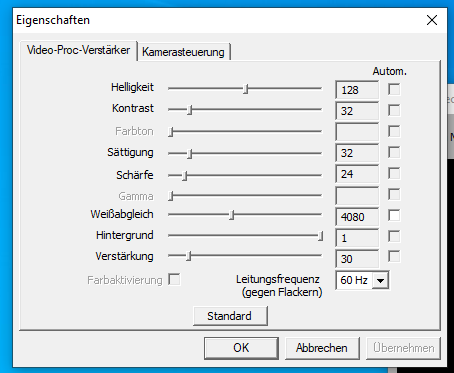 Eigenschaften
Video-Proc-Verstärker Kamerasteuerung
Autom.
Helligkeit 128
Kontrast 32
Farbton
Sättigung 32
Schärfe 24
Gamma
Weißabgleich 4080
Hintergrund 1
Verstärkung 30
Farbaktivierung Leitungsfrequenz 60 Hz
(gegen Flackern)
Standard
OK Abbrechen Übernehmen